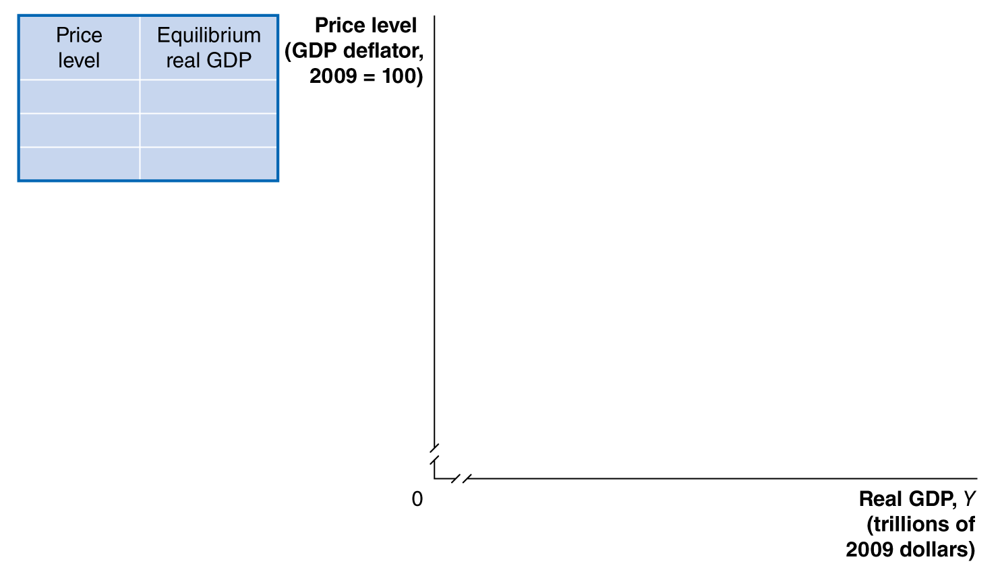 Price
level
Equilibrium
real GDP
Price level
(GDP deflator,
2009 = 100)
0
Real GDP, Y
(trillions of
2009 dollars)